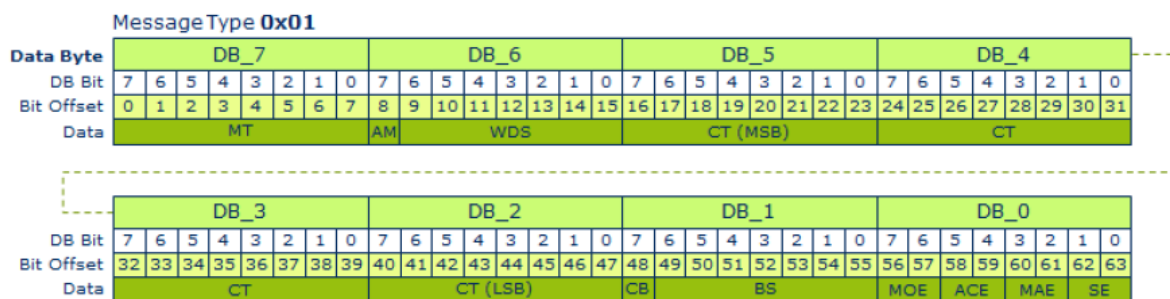 Message Type 0x01
Data Byte DB_7 DB_6 DB_5 DB_4
DB Bit 7 6 5 4 3 2 1 0 7 6 5 4 3 2 1 0 7 6 5 4 3 2 1 0 7 6 5 4 3 2 1 0
Bit Offset 0 1 2 3 4 5 6 7 8 9 10 11 12 13 14 15 16 17 18 19 20 21 22 23 24 25 26 27 28 29 30 31
Data MT AM WDS CT (MSB) CT
DB_3 DB_2 DB_1 DB_0
DB Bit 7 6 5 4 3 2 1 0 7 6 5 4 3 2 1 0 7 6 5 4 3 2 1 0 7 6 5 4 3 2 1 0
Bit Offset 32 33 34 35 36 37 38 39 40 41 42 43 44 45 46 47 48 49 50 51 52 53 54 55 56 57 58 59 60 61 62 63
Data CT CT (LSB) CB BS MOE ACE MAE SE